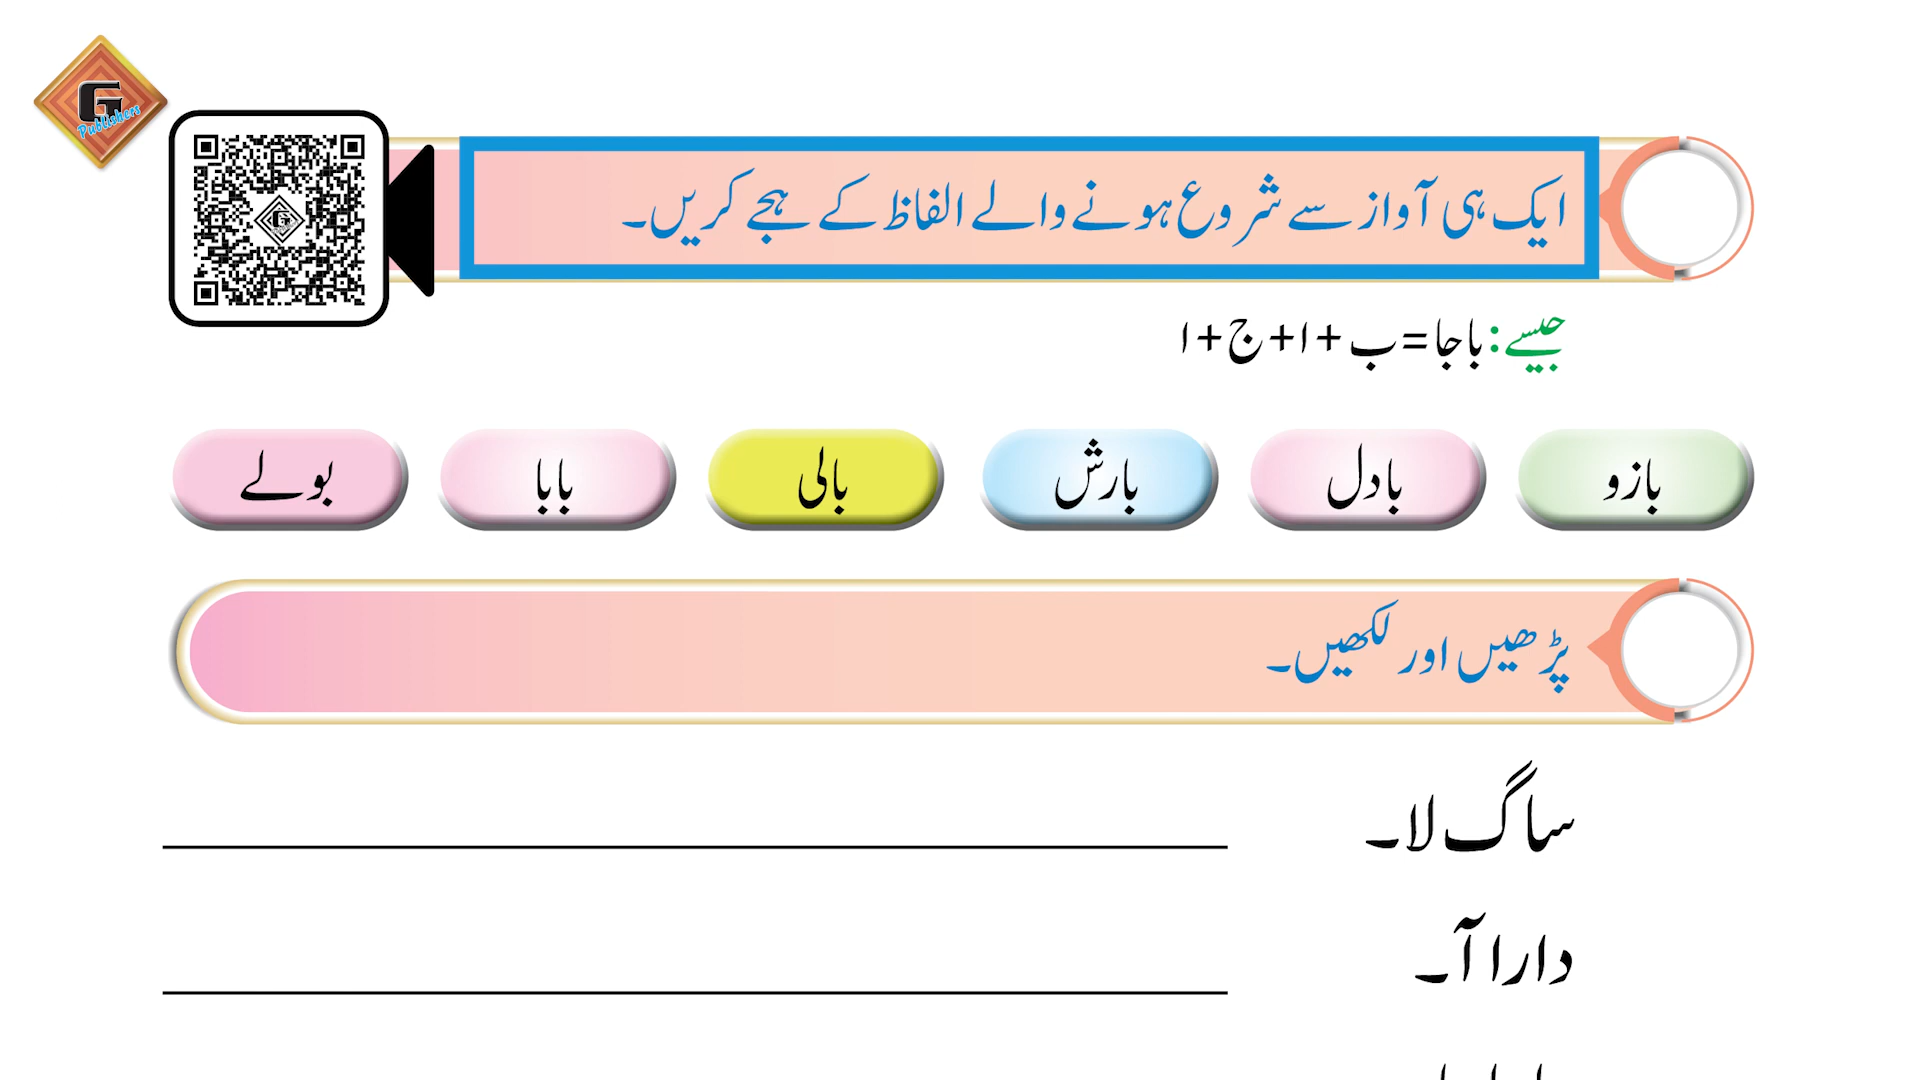 G
Publishers
ایک ہی آواز سے شروع ہونے والے الفاظ کے ہجے کریں۔
جیسے: باجا = ب + ا + ج + ا
بازو بادل بارش بالی بابا بولے
پڑھیں اور لکھیں۔
ساگ لا۔
دارا آ۔